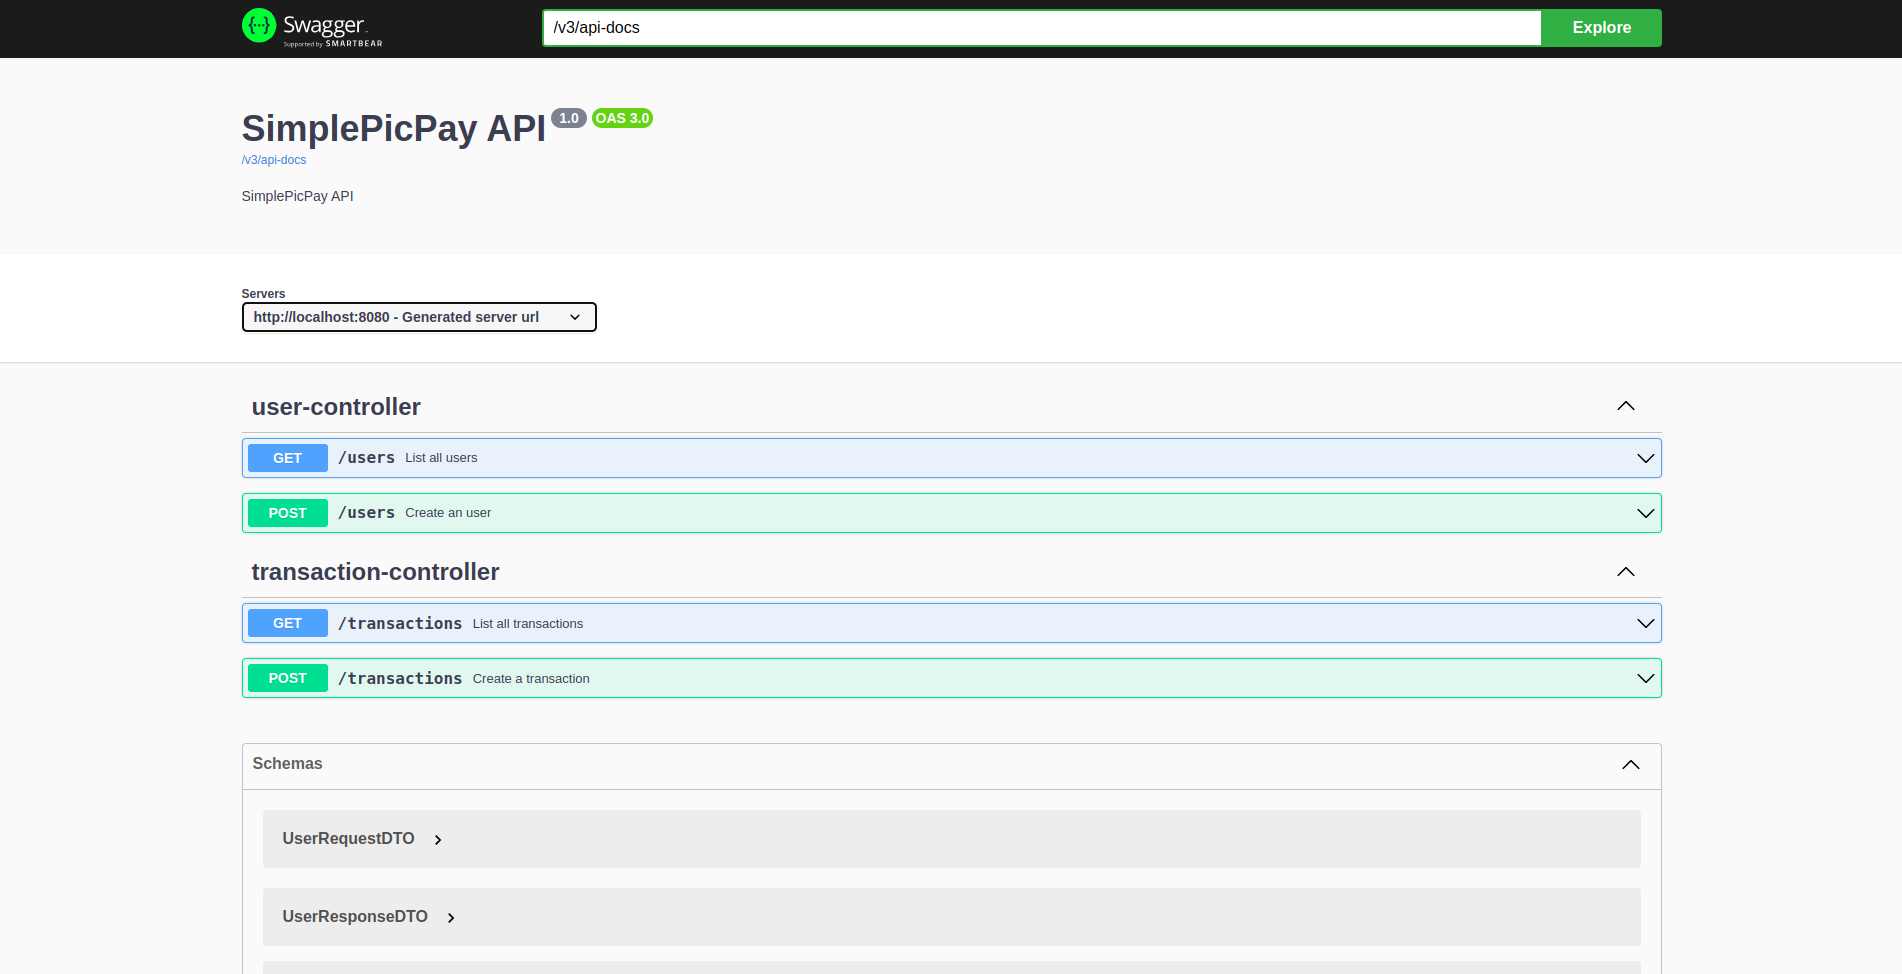 Swagger
Supported by SMARTBEAR
/v3/api-docs
Explore
SimplePicPay API 1.0 OAS 3.0
/v3/api-docs
SimplePicPay API
Servers
http://localhost:8080 - Generated server url
user-controller
GET /users List all users
POST /users Create an user
transaction-controller
GET /transactions List all transactions
POST /transactions Create a transaction
Schemas
UserRequestDTO
UserResponseDTO